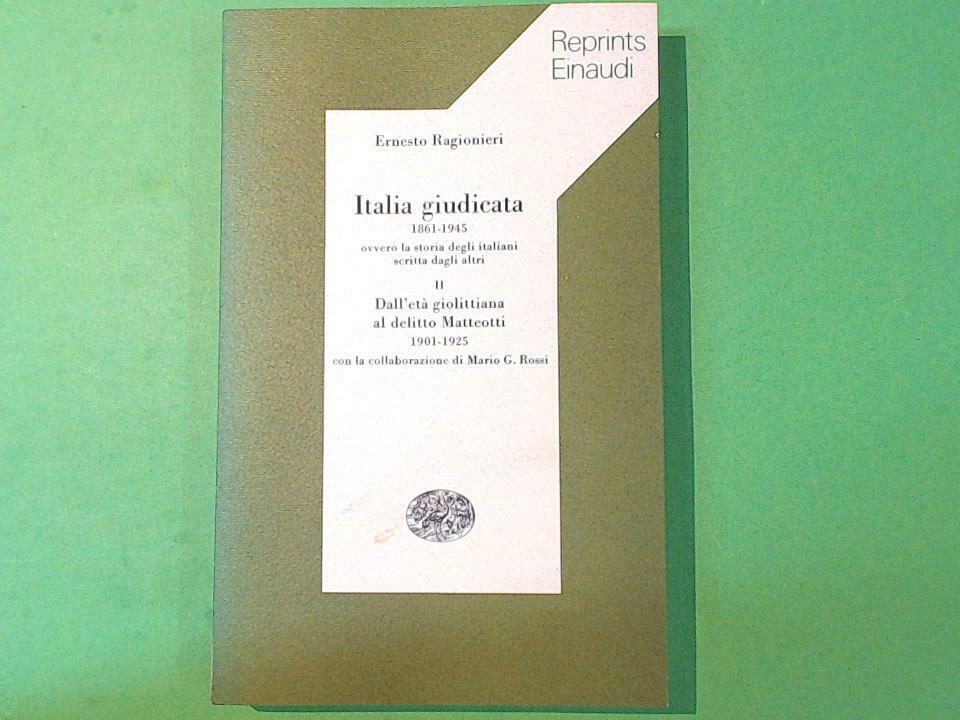 Reprints
Einaudi
Ernesto Ragionieri
Italia giudicata
1861-1945
ovvero la storia degli italiani
scritta dagli altri
II
Dall'età giolittiana
al delitto Matteotti
1901-1925
con la collaborazione di Mario G. Rossi